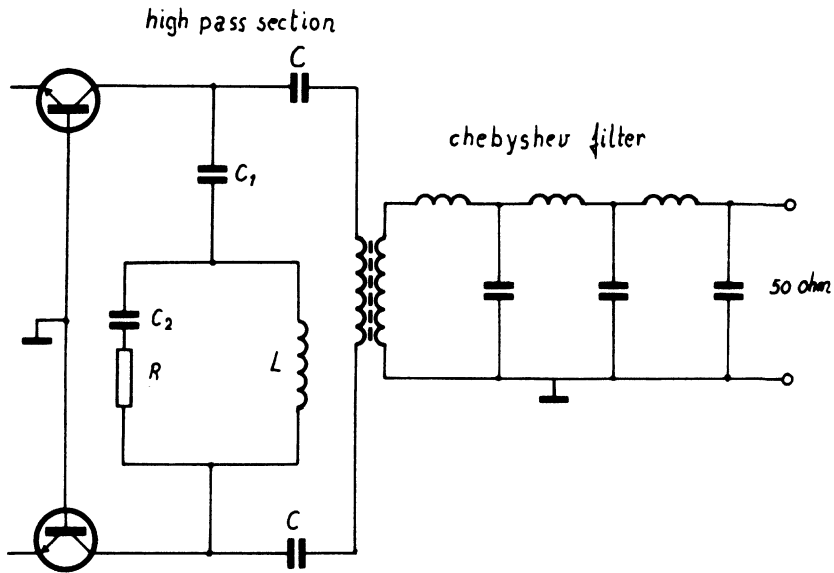 high pass section
C
C₁
chebyshev filter
C₂
R
L
50 ohm
C